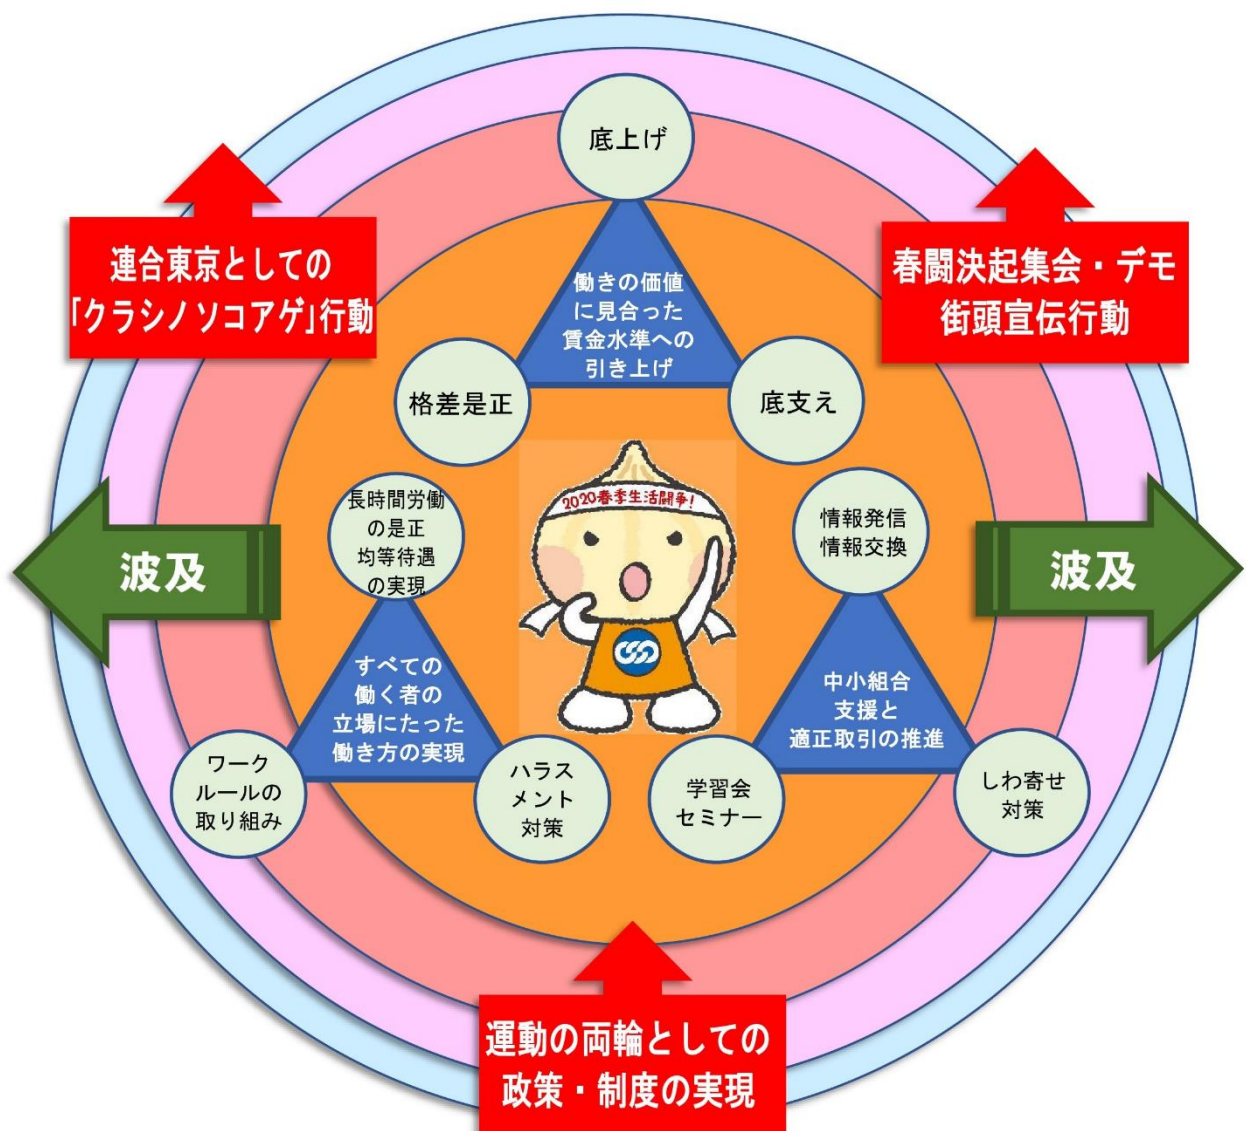 底上げ
連合東京としての
「クラシノソコアゲ」行動
春闘決起集会・デモ
街頭宣伝行動
働きの価値
に見合った
賃金水準への
引き上げ
格差是正
底支え
2020春季生活闘争!
長時間労働
の是正
均等待遇
の実現
情報発信
情報交換
波及
波及
すべての
働く者の
立場にたった
働き方の実現
中小組合
支援と
適正取引の推進
ワーク
ルールの
取り組み
ハラス
メント
対策
学習会
セミナー
しわ寄せ
対策
運動の両輪としての
政策・制度の実現